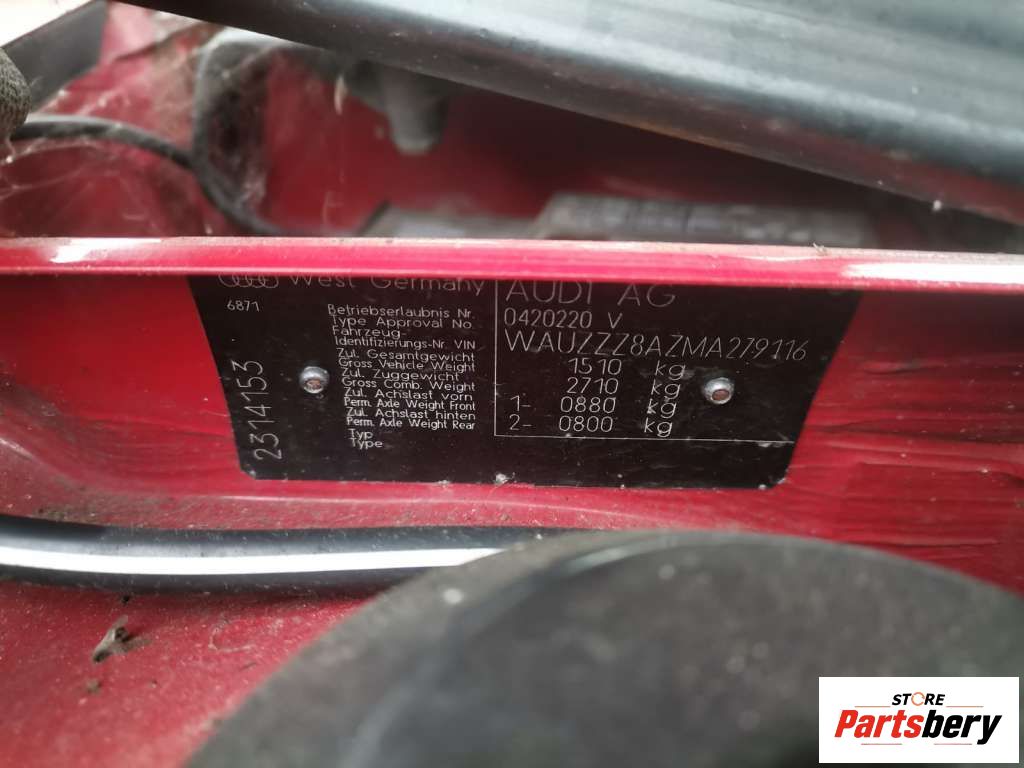 West Germany AUDI AG
6871
Betriebserlaubnis Nr. 0420220 V
Type Approval No.
Fahrzeug-
Identifizierungs-Nr. VIN WAUZZZ8AZMA279116
Zul. Gesamtgewicht
Gross Vehicle Weight 1510 kg
Zul. Zuggewicht
Gross Comb. Weight 2710 kg
Zul. Achslast vorn
Perm. Axle Weight Front 1- 0880 kg
Zul. Achslast hinten
Perm. Axle Weight Rear 2- 0800 kg
Typ
Type
2314153
STORE
Partsbery